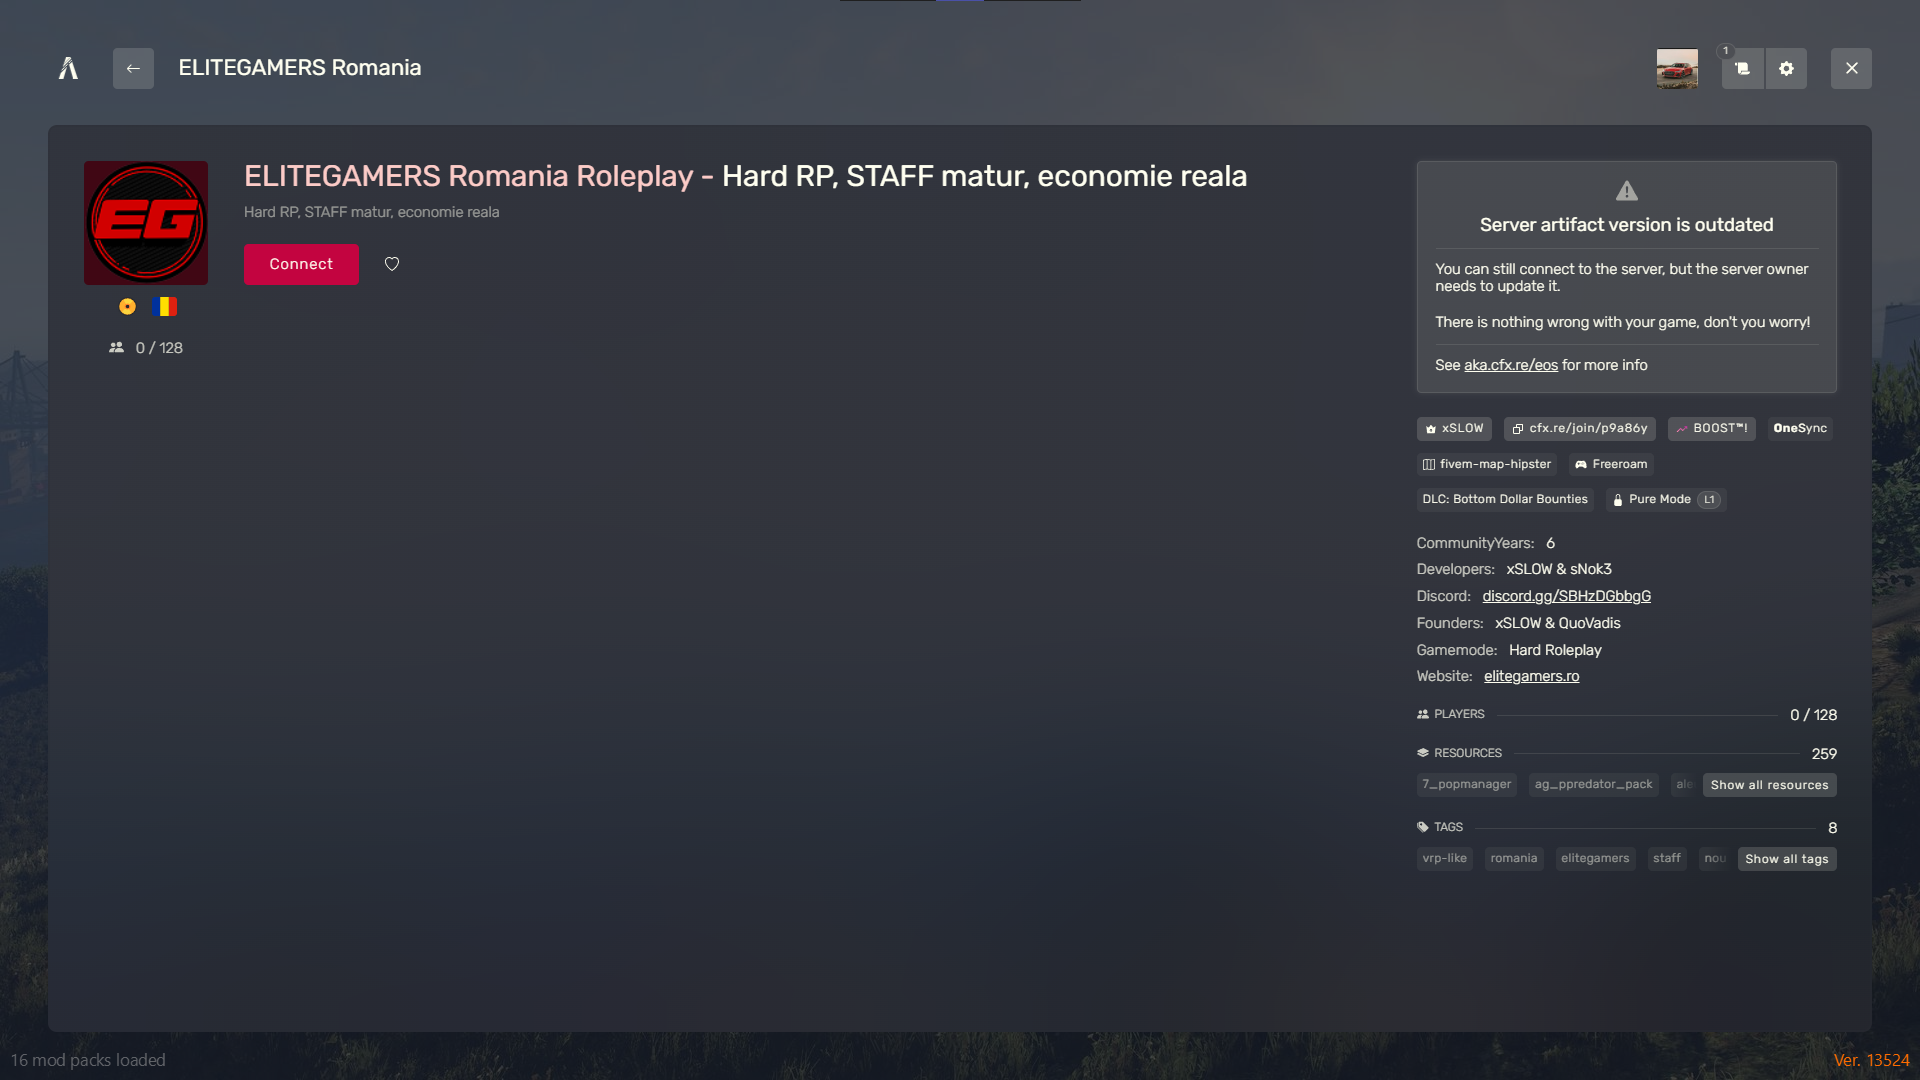 ELITEGAMERS Romania
1
EG
ELITEGAMERS Romania Roleplay - Hard RP, STAFF matur, economie reala
Hard RP, STAFF matur, economie reala
Connect
0 / 128
Server artifact version is outdated
You can still connect to the server, but the server owner
needs to update it.
There is nothing wrong with your game, don't you worry!
See aka.cfx.re/eos for more info
xSLOW
cfx.re/join/p9a86y
BOOST™!
OneSync
fivem-map-hipster
Freeroam
DLC: Bottom Dollar Bounties
Pure Mode L1
CommunityYears: 6
Developers: xSLOW & sNok3
Discord: discord.gg/SBHzDGbbgG
Founders: xSLOW & QuoVadis
Gamemode: Hard Roleplay
Website: elitegamers.ro
PLAYERS 0 / 128
RESOURCES 259
7_popmanager ag_ppredator_pack ale Show all resources
TAGS 8
vrp-like romania elitegamers staff nou Show all tags
16 mod packs loaded
Ver. 13524